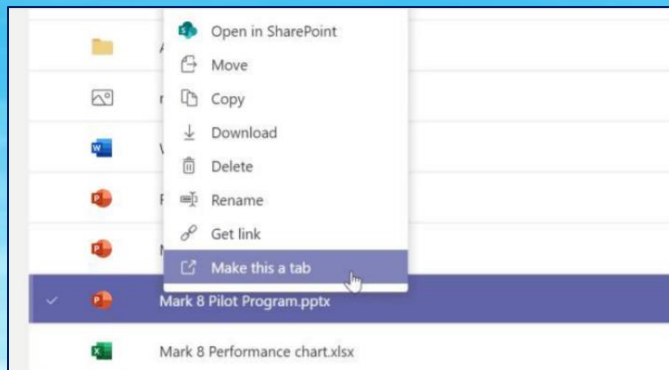 Open in SharePoint
Move
Copy
Download
Delete
Rename
Get link
Make this a tab
Mark 8 Pilot Program.pptx
Mark 8 Performance chart.xlsx